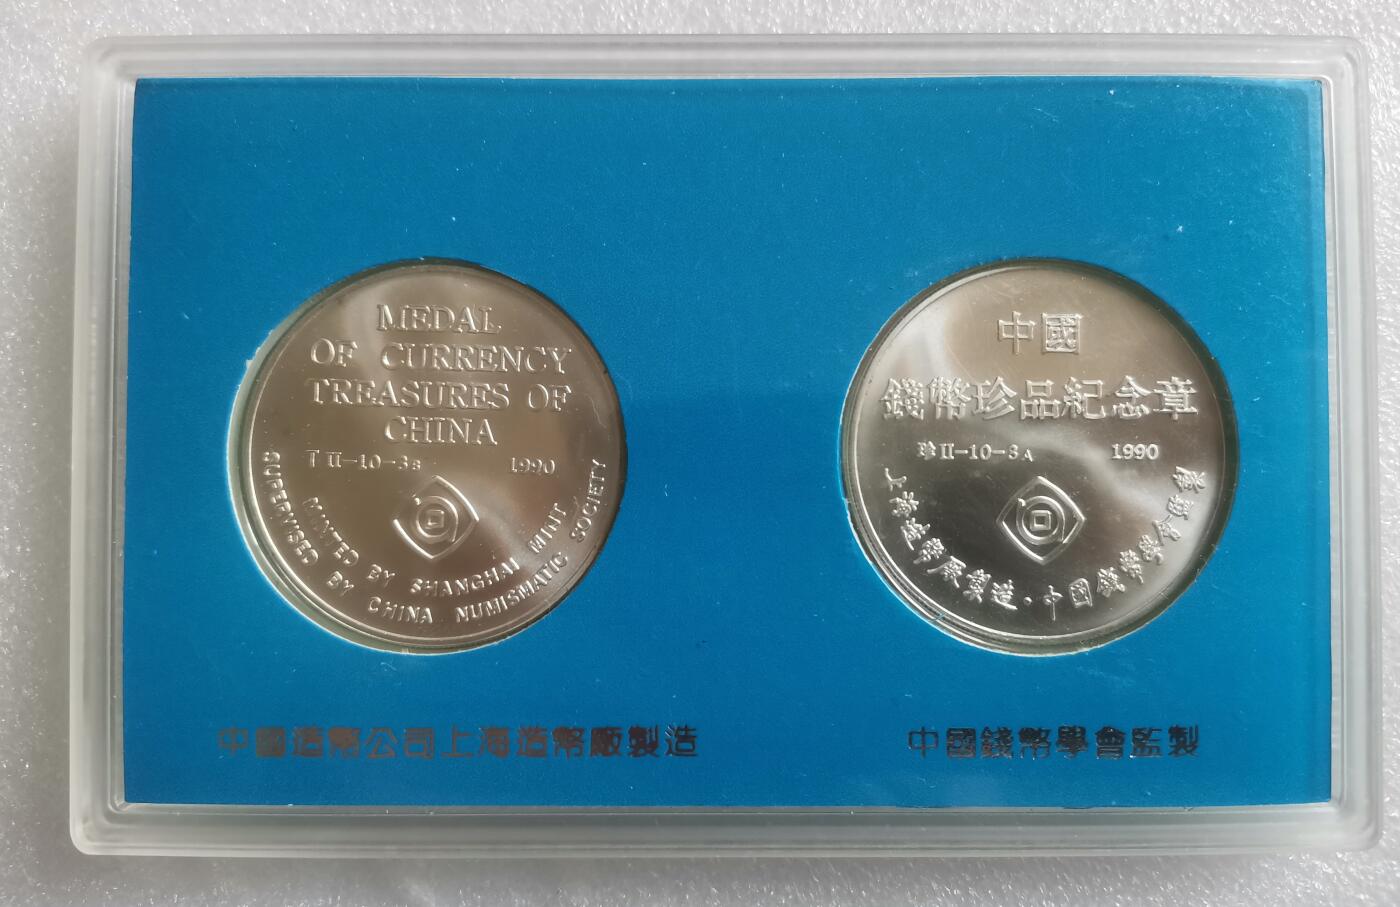 MEDAL
OF CURRENCY
TREASURES OF
CHINA
T II-10-3B 1990
MINTED BY SHANGHAI MINT
SUPERVISED BY CHINA NUMISMATIC SOCIETY
中國
錢幣珍品紀念章
珍 II-10-3A 1990
上海造幣厰製造·中國錢幣學會監製
中國造幣公司上海造幣廠製造
中國錢幣學會監製